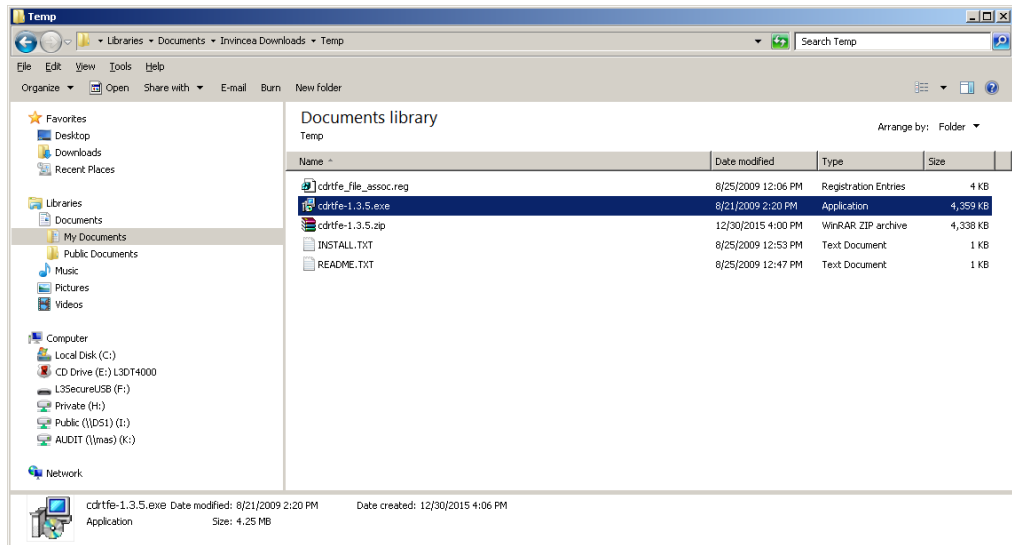 Temp
Libraries Documents Invincea Downloads Temp
Search Temp
File Edit View Tools Help
Organize Open Share with E-mail Burn New folder
Favorites
Desktop
Downloads
Recent Places
Libraries
Documents
My Documents
Public Documents
Music
Pictures
Videos
Computer
Local Disk (C:)
CD Drive (E:) L3DT4000
L3SecureUSB (F:)
Private (H:)
Public (\\DS1) (I:)
AUDIT (\\mas) (K:)
Network
Documents library
Temp
Arrange by: Folder
Name Date modified Type Size
cdrtfe_file_assoc.reg 8/25/2009 12:06 PM Registration Entries 4 KB
cdrtfe-1.3.5.exe 8/21/2009 2:20 PM Application 4,359 KB
cdrtfe-1.3.5.zip 12/30/2015 4:00 PM WinRAR ZIP archive 4,338 KB
INSTALL.TXT 8/25/2009 12:53 PM Text Document 1 KB
README.TXT 8/25/2009 12:47 PM Text Document 1 KB
cdrtfe-1.3.5.exe Date modified: 8/21/2009 2:20 PM Date created: 12/30/2015 4:06 PM
Application Size: 4.25 MB